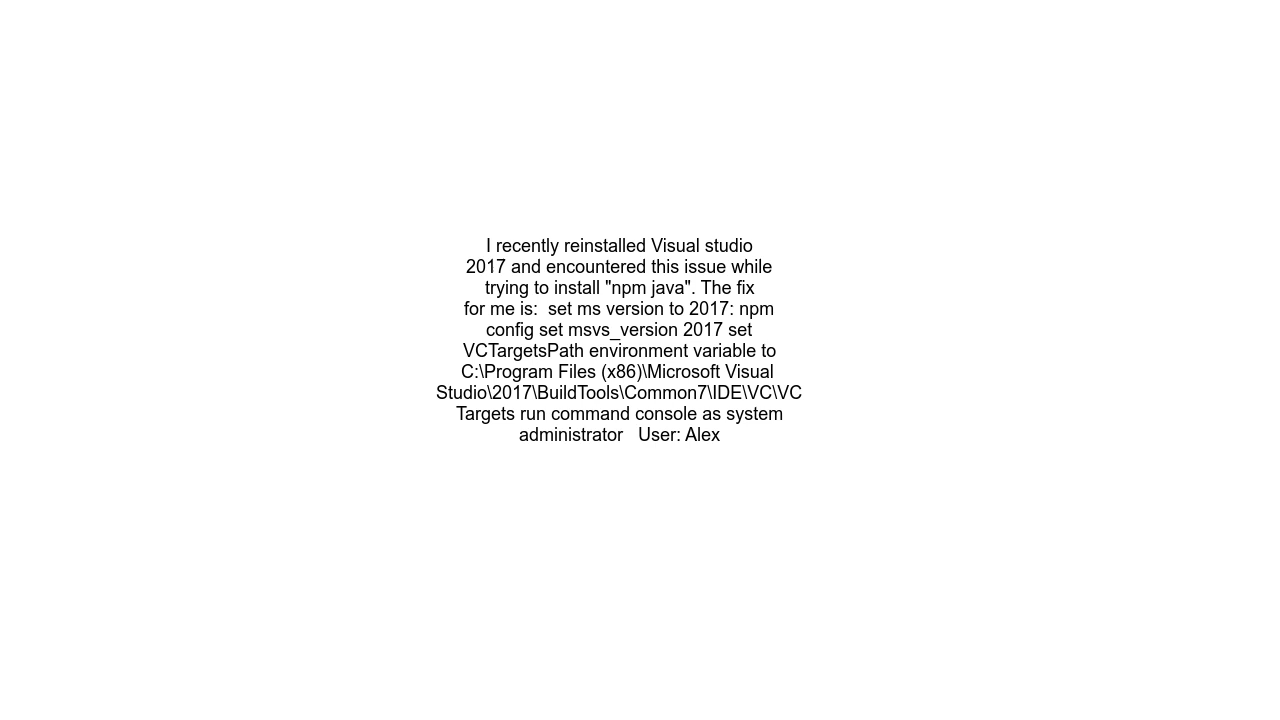 I recently reinstalled Visual studio
2017 and encountered this issue while
trying to install "npm java". The fix
for me is:  set ms version to 2017: npm
config set msvs_version 2017 set
VCTargetsPath environment variable to
C:\Program Files (x86)\Microsoft Visual
Studio\2017\BuildTools\Common7\IDE\VC\VC
Targets run command console as system
administrator   User: Alex